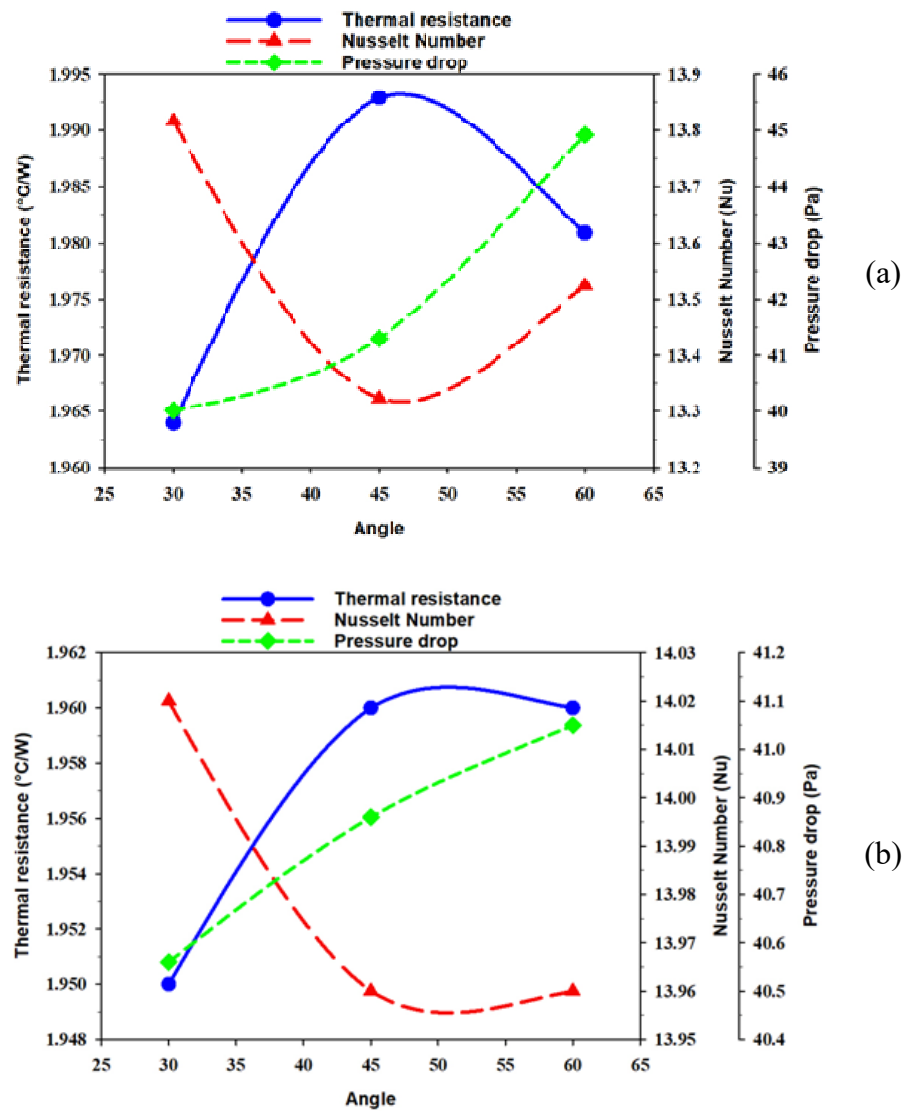 Thermal resistance
Nusselt Number
Pressure drop
1.995 13.9 46
1.990 13.8 45
1.985 13.7 44
1.980 13.6 43
1.975 13.5 42
1.970 13.4 41
1.965 13.3 40
1.960 13.2 39
Thermal resistance (°C/W)
Nusselt Number (Nu)
Pressure drop (Pa)
(a)
25 30 35 40 45 50 55 60 65
Angle
Thermal resistance
Nusselt Number
Pressure drop
1.962 14.03 41.2
1.960 14.02 41.1
1.958 14.01 41.0
1.956 14.00 40.9
1.954 13.99 40.8
1.952 13.98 40.7
1.950 13.97 40.6
1.948 13.96 40.5
13.95 40.4
Thermal resistance (°C/W)
Nusselt Number (Nu)
Pressure drop (Pa)
(b)
25 30 35 40 45 50 55 60 65
Angle